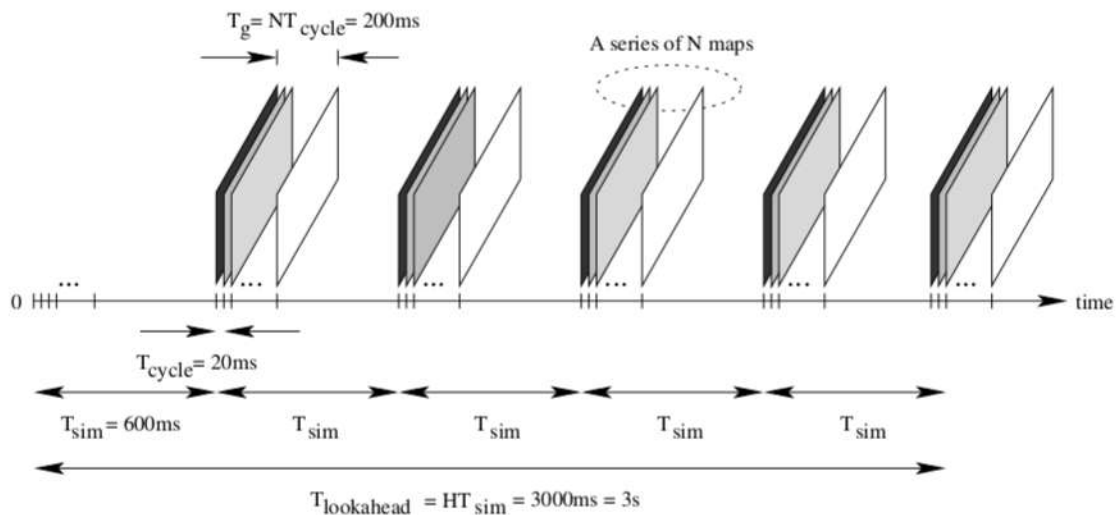 T_g = NT_cycle = 200ms
A series of N maps
...
... ... ... ... ...
0 time
T_cycle = 20ms
T_sim = 600ms T_sim T_sim T_sim T_sim
T_lookahead = HT_sim = 3000ms = 3s